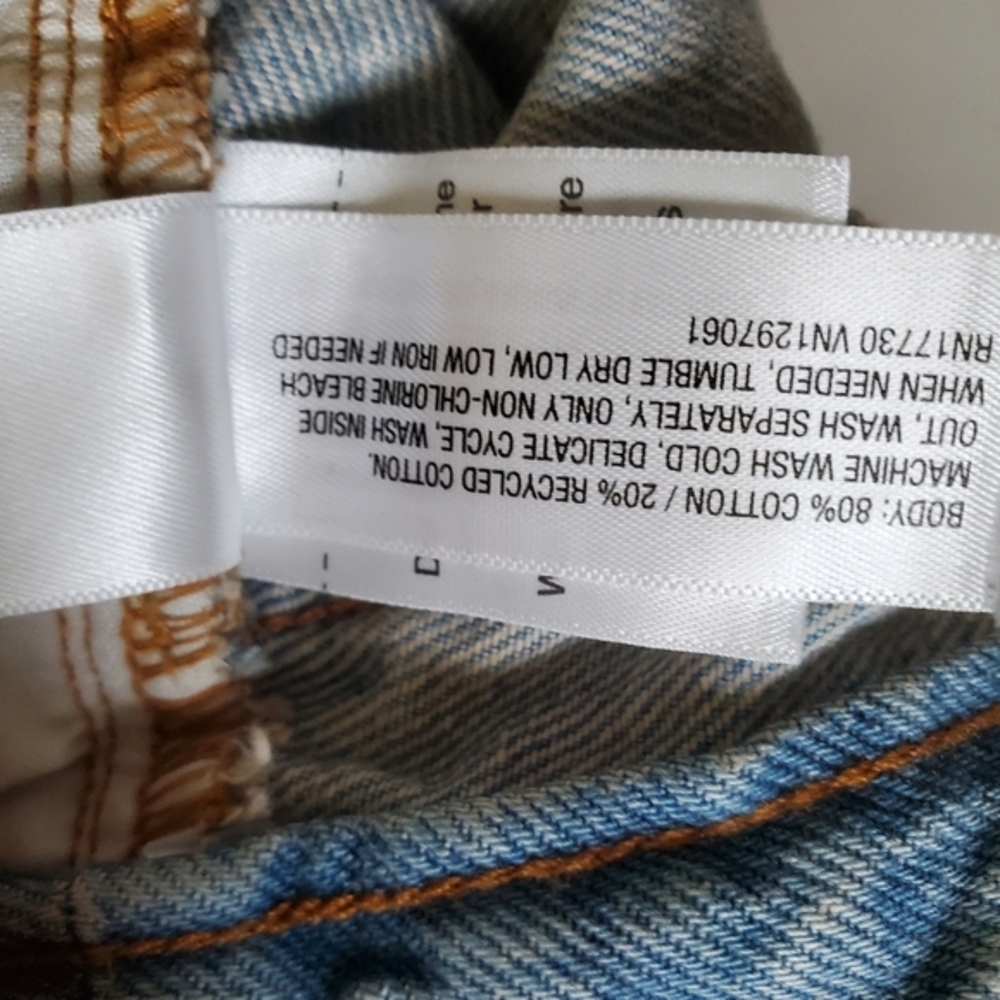 BODY: 80% COTTON / 20% RECYCLED COTTON.
MACHINE WASH COLD, DELICATE CYCLE, WASH INSIDE
OUT, WASH SEPARATELY, ONLY NON-CHLORINE BLEACH
WHEN NEEDED, TUMBLE DRY LOW, LOW IRON IF NEEDED
RN17730 VN1297061